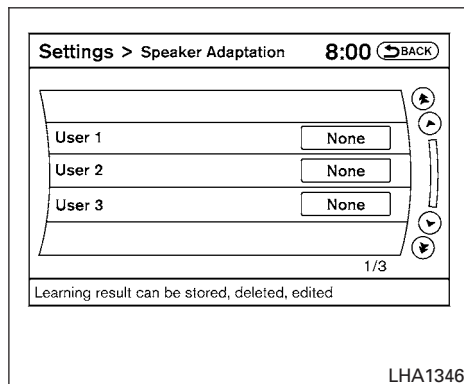 Settings > Speaker Adaptation 8:00 BACK
User 1 None
User 2 None
User 3 None
1/3
Learning result can be stored, deleted, edited
LHA1346